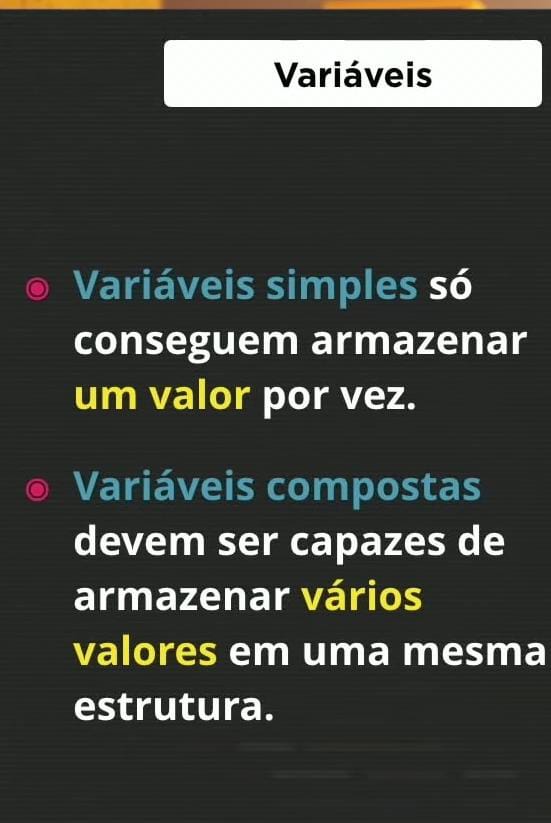 Variáveis
Variáveis simples só
conseguem armazenar
um valor por vez.
Variáveis compostas
devem ser capazes de
armazenar vários
valores em uma mesma
estrutura.